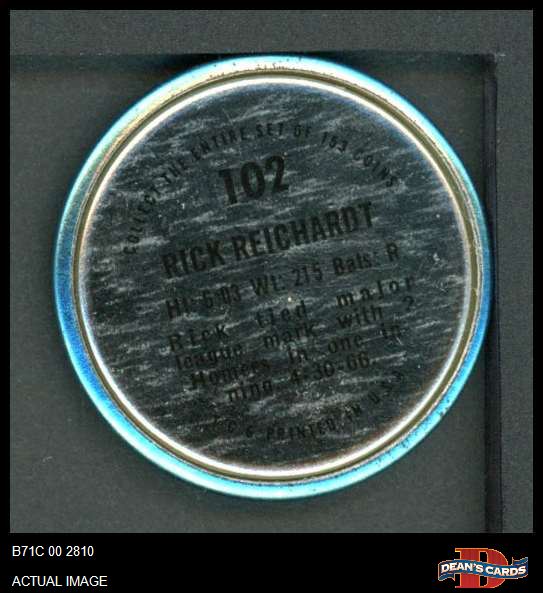 COLLECT THE ENTIRE SET OF 153 COINS
102
RICK REICHARDT
Ht: 6-03 Wt: 215 Bats: R
Rick tied major
league mark with 2
Homers in one in-
ning 4-30-66.
T.C.G. PRINTED IN U.S.A.
B71C 00 2810
ACTUAL IMAGE
D
DEAN'S CARDS